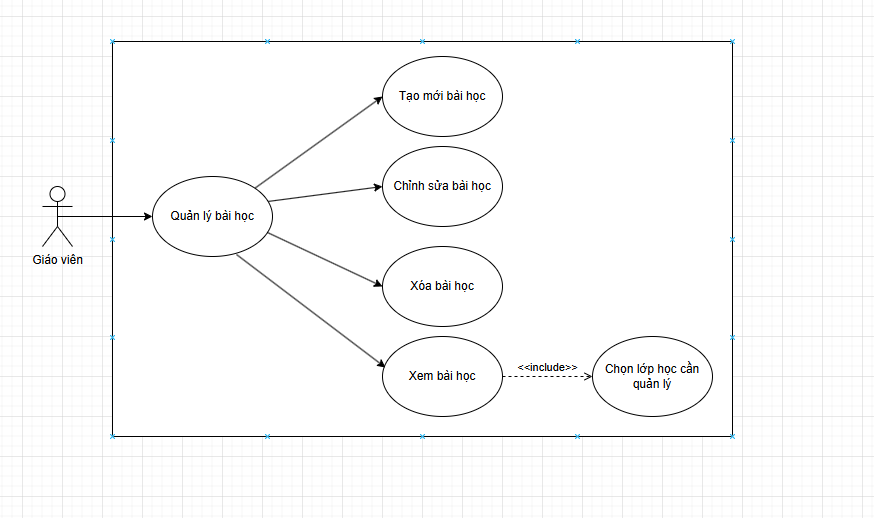 Tạo mới bài học
Chỉnh sửa bài học
Quản lý bài học
Giáo viên
Xóa bài học
Xem bài học
<<include>>
Chọn lớp học cần
quản lý